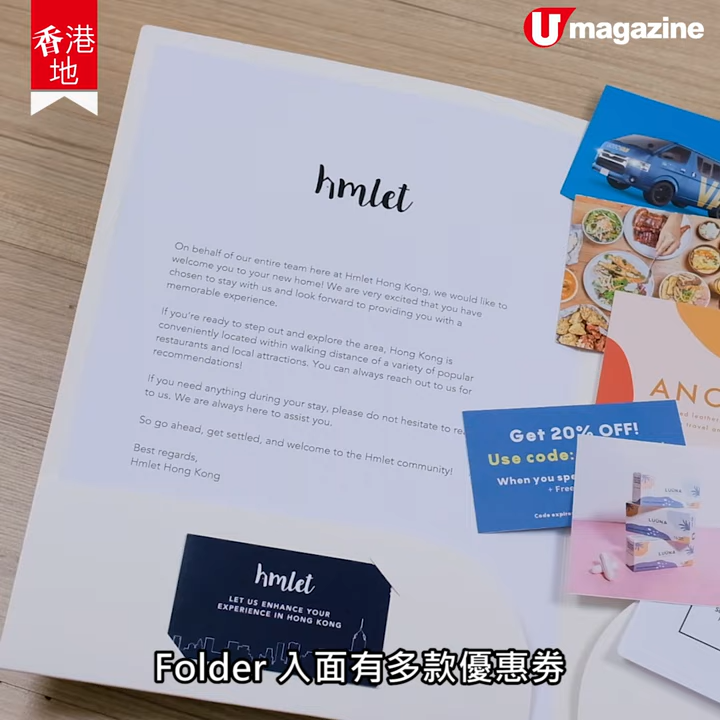 香港
地
U magazine
hmlet
On behalf of our entire team here at Hmlet Hong Kong, we would like to
welcome you to your new home! We are very excited that you have
chosen to stay with us and look forward to providing you with a
memorable experience.
If you're ready to step out and explore the area, Hong Kong is
conveniently located within walking distance of a variety of popular
restaurants and local attractions. You can always reach out to us for
recommendations!
If you need anything during your stay, please do not hesitate to
to us. We are always here to assist you.
So go ahead, get settled, and welcome to the Hmlet community!
Best regards,
Hmlet Hong Kong
ANC
leather
travel
Get 20% OFF!
Use code:
When you
+ Free
Code
LUÜNA
LUÜNA
LUÜNA
hmlet
LET US ENHANCE YOUR
EXPERIENCE IN HONG KONG
Folder 入面有多款優惠券